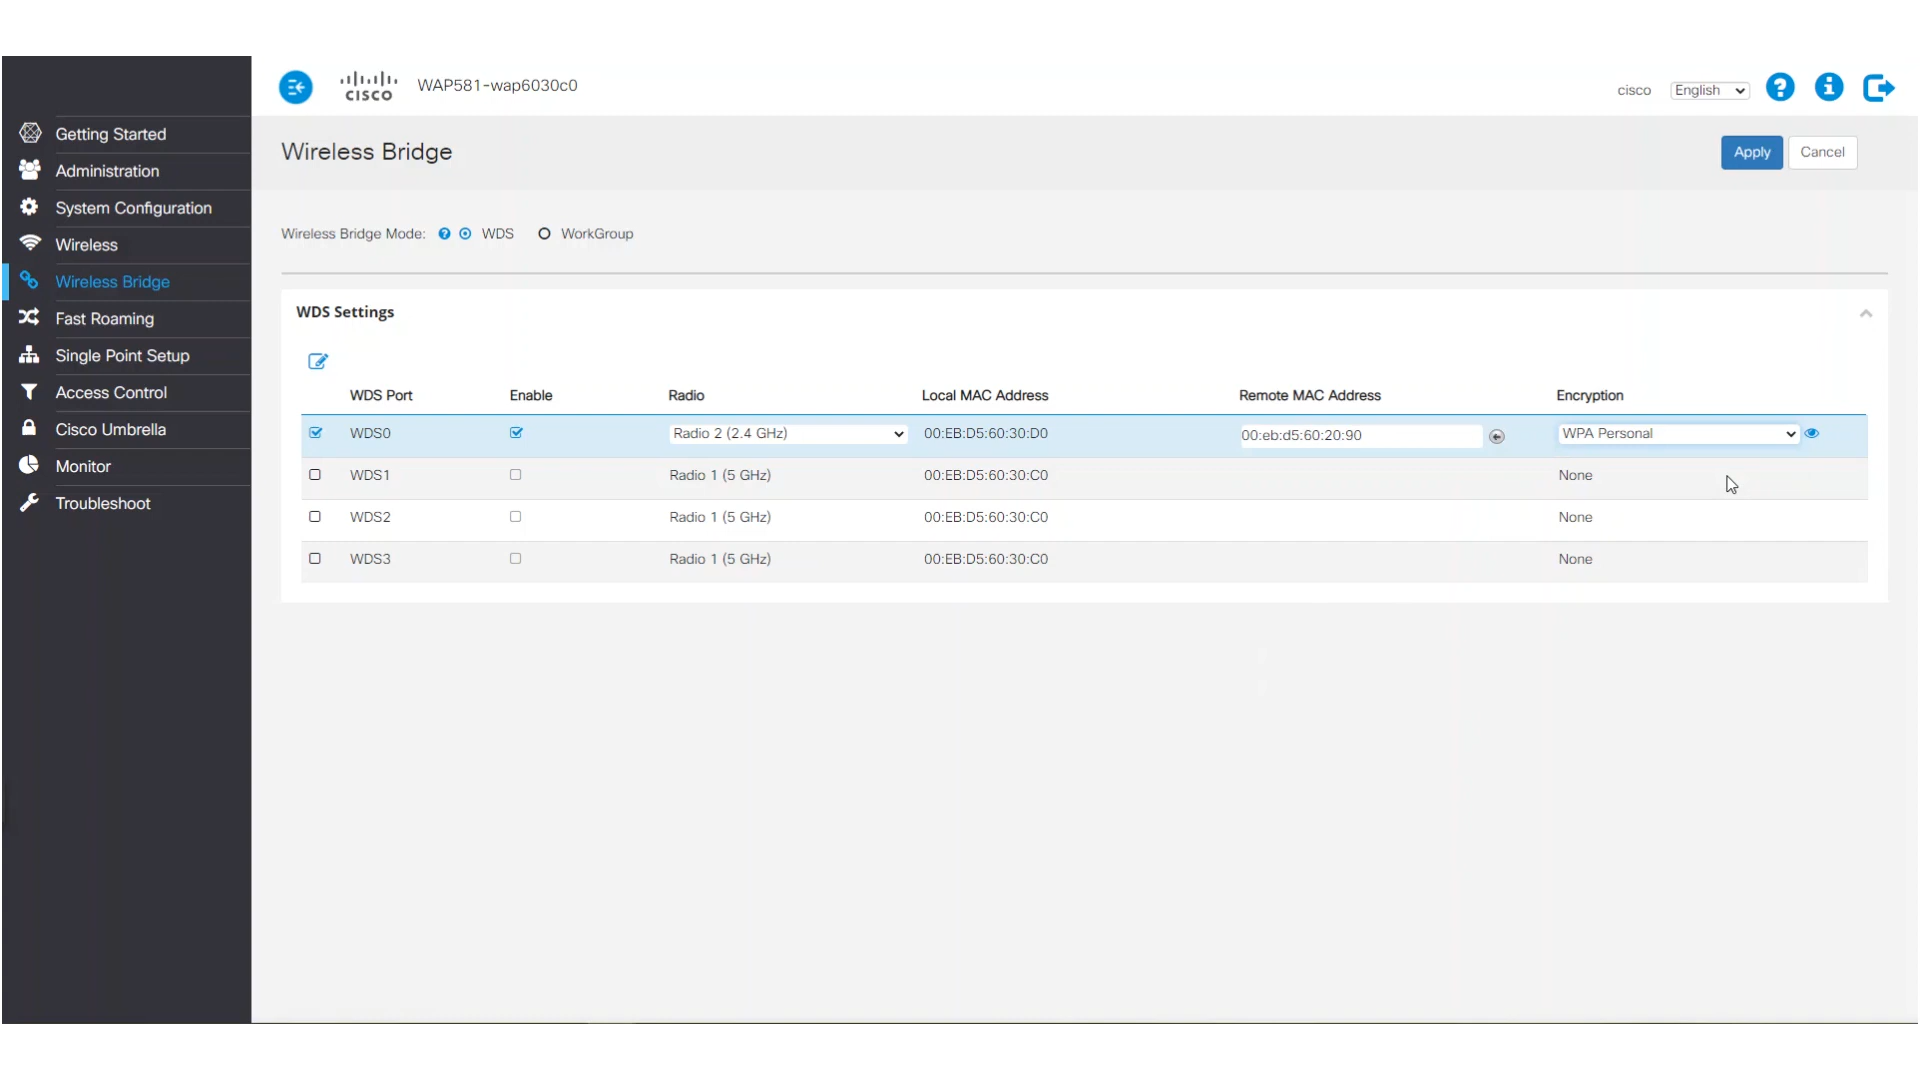 CISCO
WAP581-wap6030c0
cisco
English
Getting Started
Administration
System Configuration
Wireless
Wireless Bridge
Fast Roaming
Single Point Setup
Access Control
Cisco Umbrella
Monitor
Troubleshoot
Wireless Bridge
Apply
Cancel
Wireless Bridge Mode: WDS WorkGroup
WDS Settings
WDS Port Enable Radio Local MAC Address Remote MAC Address Encryption
WDS0 Radio 2 (2.4 GHz) 00:EB:D5:60:30:D0 00:eb:d5:60:20:90 WPA Personal
WDS1 Radio 1 (5 GHz) 00:EB:D5:60:30:C0 None
WDS2 Radio 1 (5 GHz) 00:EB:D5:60:30:C0 None
WDS3 Radio 1 (5 GHz) 00:EB:D5:60:30:C0 None